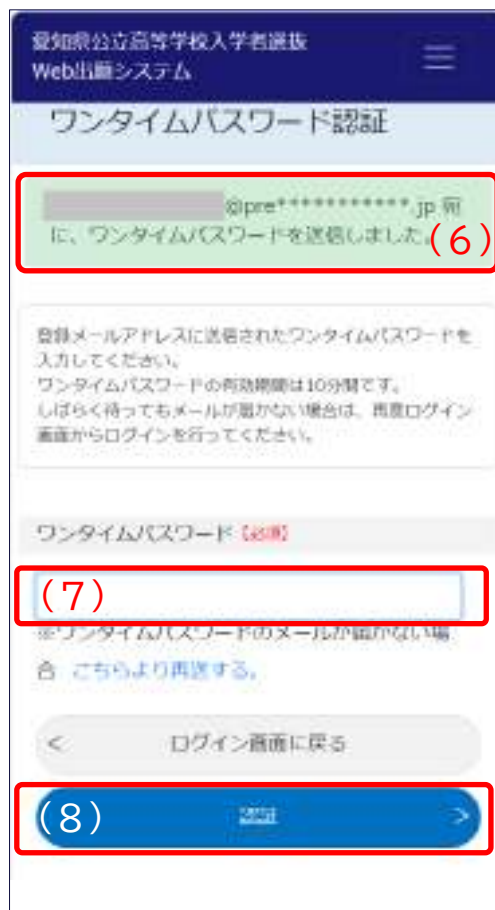 愛知県公立高等学校入学者選抜
Web出願システム
ワンタイムパスワード認証
@pre***********.jp 宛
に、ワンタイムパスワードを送信しました。
(6)
登録メールアドレスに送信されたワンタイムパスワードを
入力してください。
ワンタイムパスワードの有効期間は10分間です。
しばらく待ってもメールが届かない場合は、再度ログイン
画面からログインを行ってください。
ワンタイムパスワード【必須】
(7)
※ワンタイムパスワードのメールが届かない場
合 こちらより再送する。
< ログイン画面に戻る
(8) 認証 >